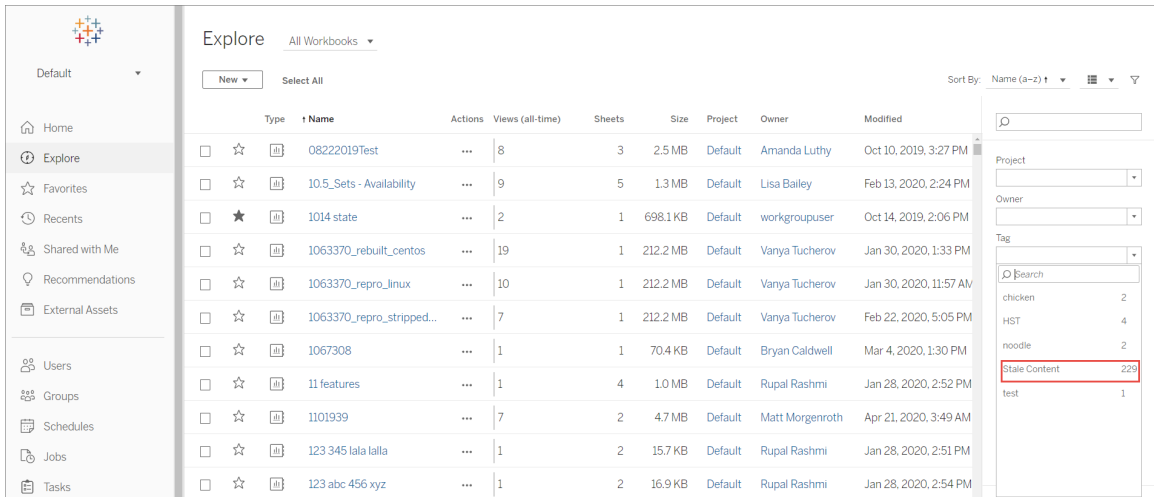 Default
Home
Explore
Favorites
Recents
Shared with Me
Recommendations
External Assets
Users
Groups
Schedules
Jobs
Tasks
Explore All Workbooks
New Select All Sort By: Name (a–z) ↑
Type ↑ Name Actions Views (all-time) Sheets Size Project Owner Modified
08222019Test ••• 8 3 2.5 MB Default Amanda Luthy Oct 10, 2019, 3:27 PM
10.5_Sets - Availability ••• 9 5 1.3 MB Default Lisa Bailey Feb 13, 2020, 2:24 PM
1014 state ••• 2 1 698.1 KB Default workgroupuser Oct 14, 2019, 2:06 PM
1063370_rebuilt_centos ••• 19 1 212.2 MB Default Vanya Tucherov Jan 30, 2020, 1:33 PM
1063370_repro_linux ••• 10 1 212.2 MB Default Vanya Tucherov Jan 30, 2020, 11:57 AM
1063370_repro_stripped... ••• 7 1 212.2 MB Default Vanya Tucherov Feb 22, 2020, 5:05 PM
1067308 ••• 1 1 70.4 KB Default Bryan Caldwell Mar 4, 2020, 1:30 PM
11 features ••• 1 4 1.0 MB Default Rupal Rashmi Jan 28, 2020, 2:52 PM
1101939 ••• 7 2 4.7 MB Default Matt Morgenroth Apr 21, 2020, 3:49 AM
123 345 lala lalla ••• 1 2 15.7 KB Default Rupal Rashmi Jan 28, 2020, 2:51 PM
123 abc 456 xyz ••• 1 2 16.9 KB Default Rupal Rashmi Jan 28, 2020, 2:54 PM
Project
Owner
Tag
Search
chicken 2
HST 4
noodle 2
Stale Content 229
test 1